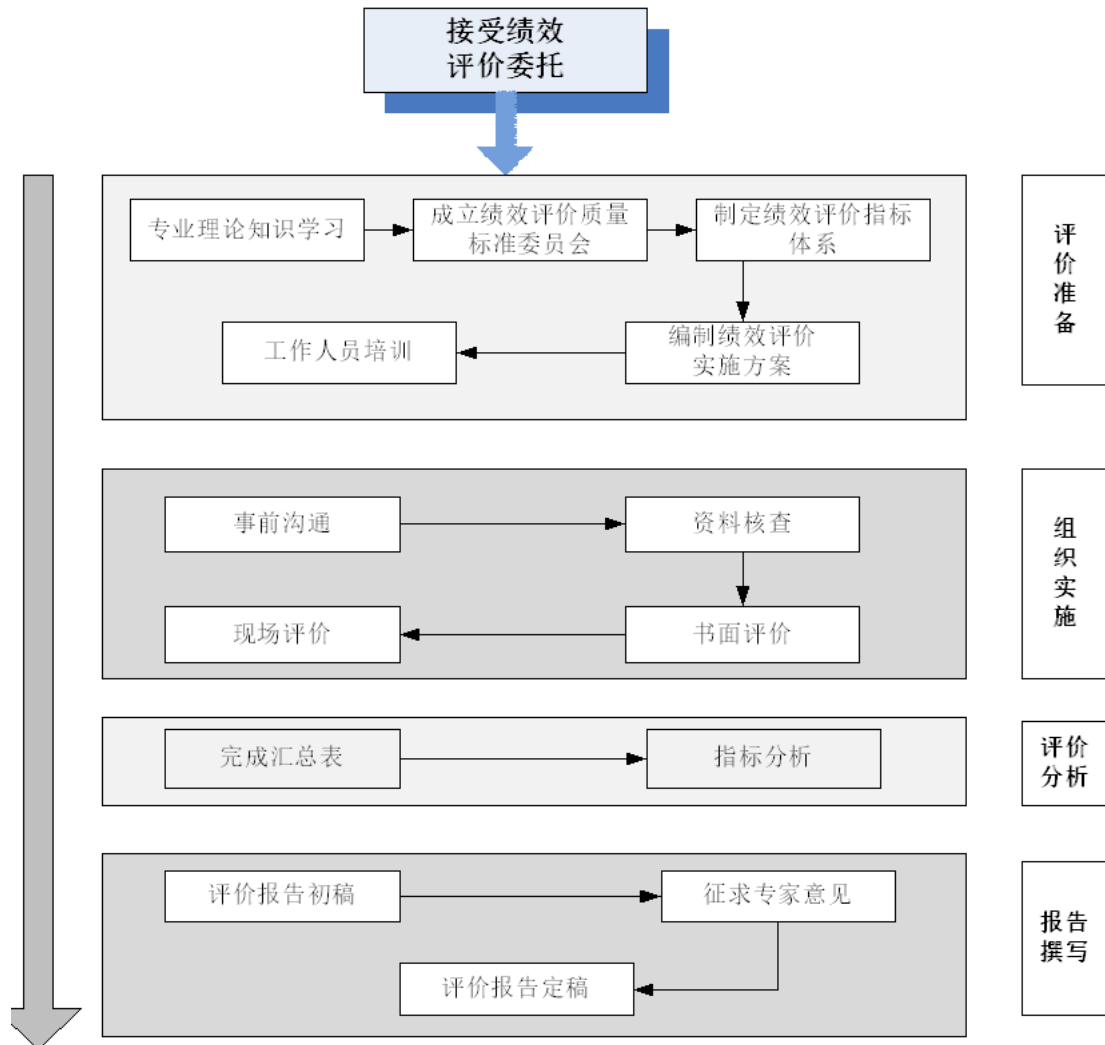 接受绩效
评价委托
专业理论知识学习
成立绩效评价质量
标准委员会
制定绩效评价指标
体系
编制绩效评价
实施方案
工作人员培训
评
价
准
备
事前沟通
资料核查
书面评价
现场评价
组
织
实
施
完成汇总表
指标分析
评价
分析
评价报告初稿
征求专家意见
评价报告定稿
报告
撰写